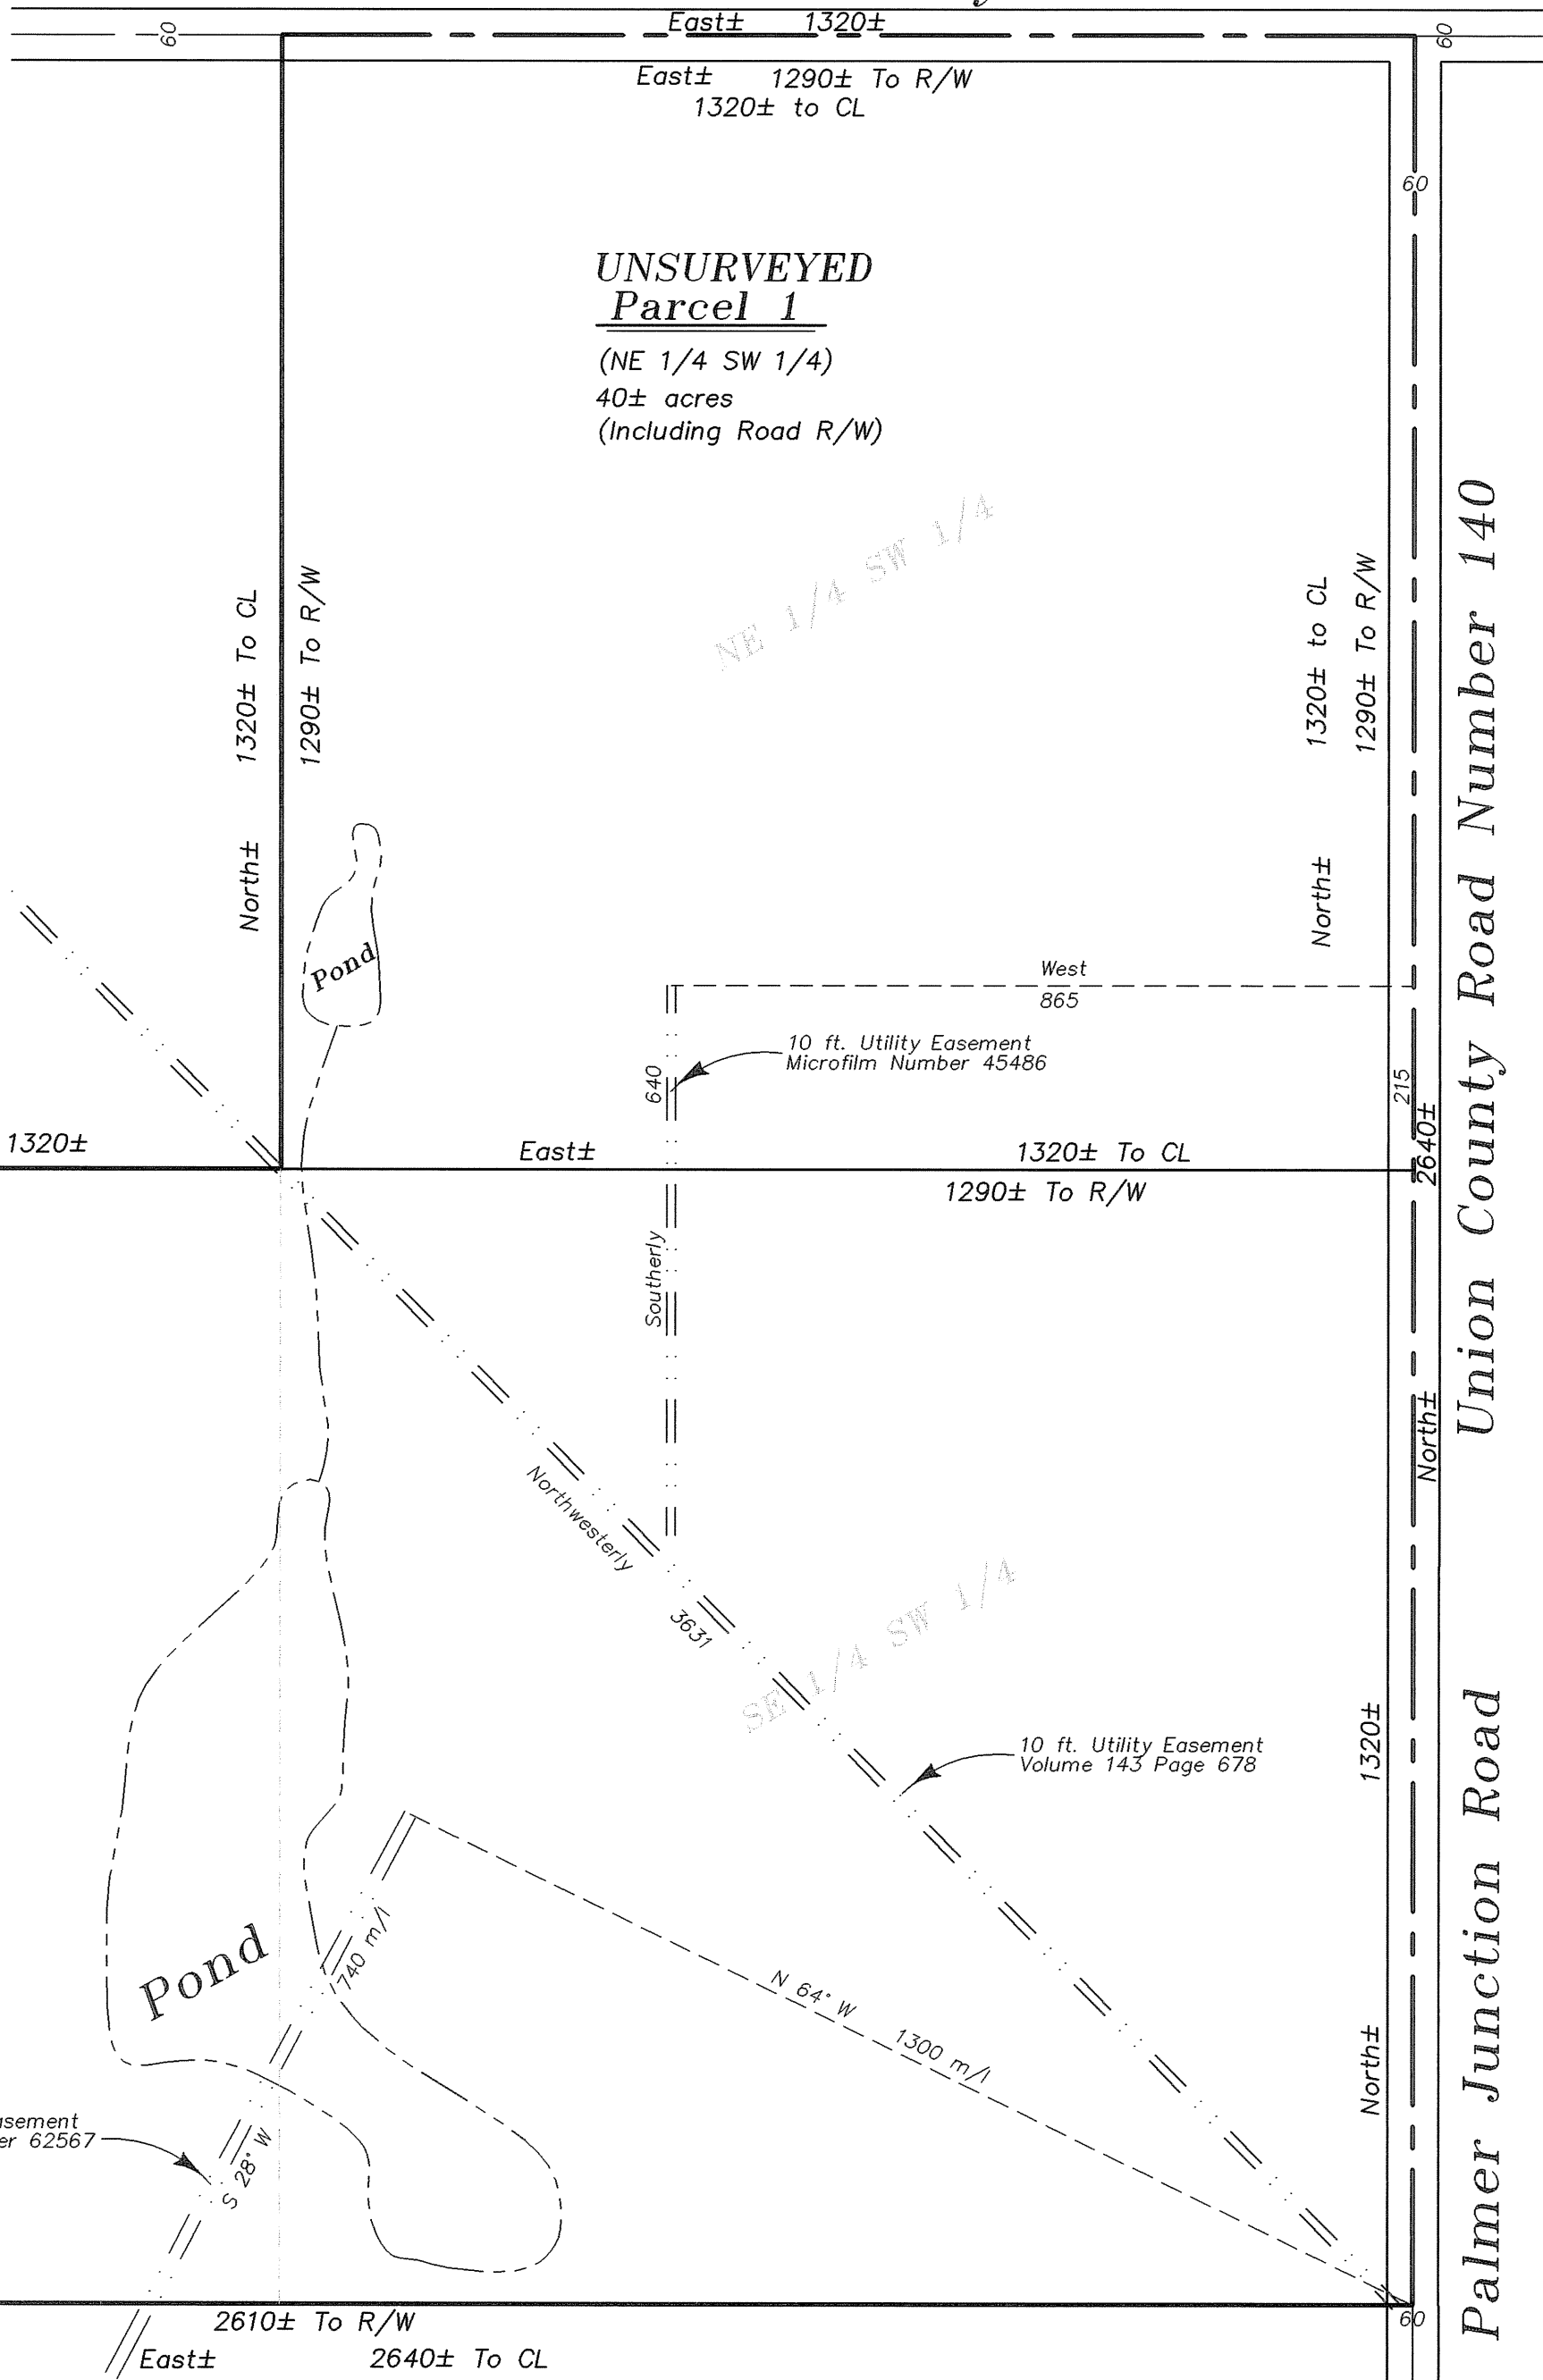 60
East± 1320±
60
East± 1290± To R/W
1320± to CL
60
UNSURVEYED
Parcel 1
(NE 1/4 SW 1/4)
40± acres
(Including Road R/W)
NE 1/4 SW 1/4
North± 1320± To CL
1290± To R/W
North± 1320± to CL
1290± To R/W
Union County Road Number 140
Pond
West
865
10 ft. Utility Easement
Microfilm Number 45486
640
215
1320±
East±
1320± To CL
1290± To R/W
2640±
North±
Southerly
Northwesterly
3631
SE 1/4 SW 1/4
10 ft. Utility Easement
Volume 143 Page 678
North± 1320±
Palmer Junction Road
Pond
740 m/l
N 64° W 1300 m/l
er 62567
S 28° W
60
2610± To R/W
East± 2640± To CL